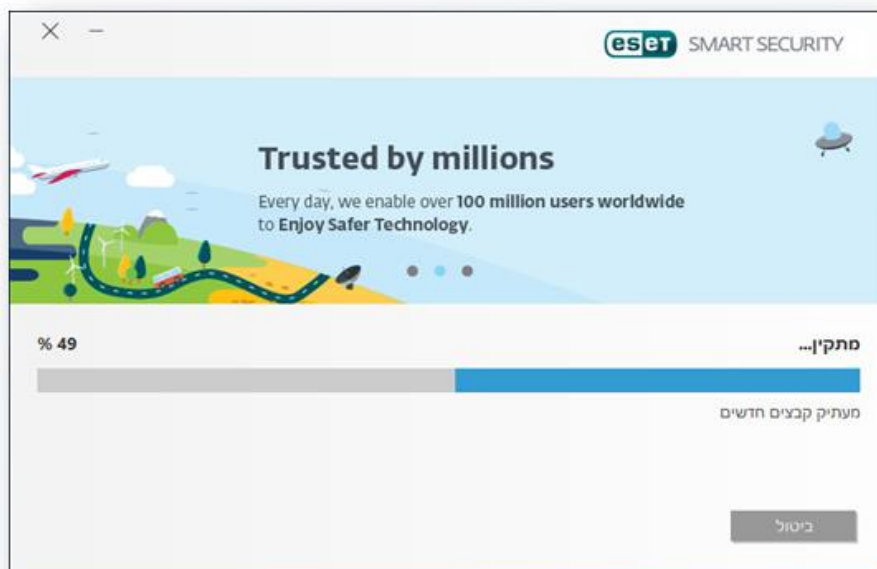 eset SMART SECURITY
Trusted by millions
Every day, we enable over 100 million users worldwide
to Enjoy Safer Technology.
מתקין...
% 49
מעתיק קבצים חדשים
ביטול